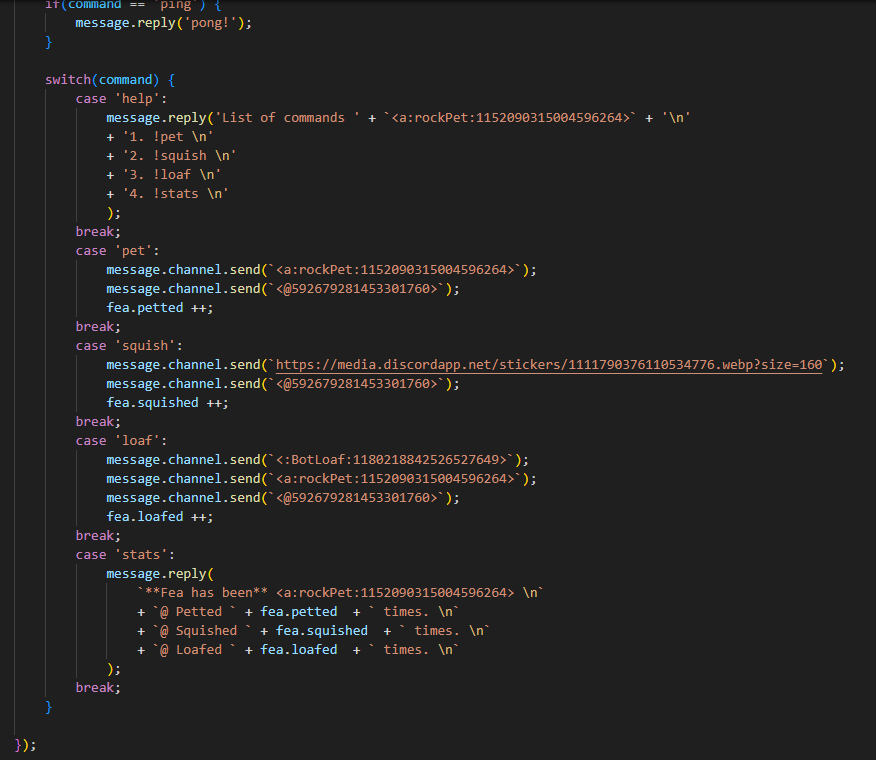 if(command == `ping`) {
message.reply('pong!');
}
switch(command) {
case 'help':
message.reply('List of commands ' + `<a:rockPet:1152090315004596264>` + '\n'
+ '1. !pet \n'
+ '2. !squish \n'
+ '3. !loaf \n'
+ '4. !stats \n'
);
break;
case 'pet':
message.channel.send(`<a:rockPet:1152090315004596264>`);
message.channel.send(`<@592679281453301760>`);
fea.petted ++;
break;
case 'squish':
message.channel.send(`https://media.discordapp.net/stickers/1111790376110534776.webp?size=160`);
message.channel.send(`<@592679281453301760>`);
fea.squished ++;
break;
case 'loaf':
message.channel.send(`<:BotLoaf:1180218842526527649>`);
message.channel.send(`<a:rockPet:1152090315004596264>`);
message.channel.send(`<@592679281453301760>`);
fea.loafed ++;
break;
case 'stats':
message.reply(
`**Fea has been** <a:rockPet:1152090315004596264> \n`
+ `@ Petted ` + fea.petted  + ` times. \n`
+ `@ Squished ` + fea.squished  + ` times. \n`
+ `@ Loafed ` + fea.loafed  + ` times. \n`
);
break;
}
});